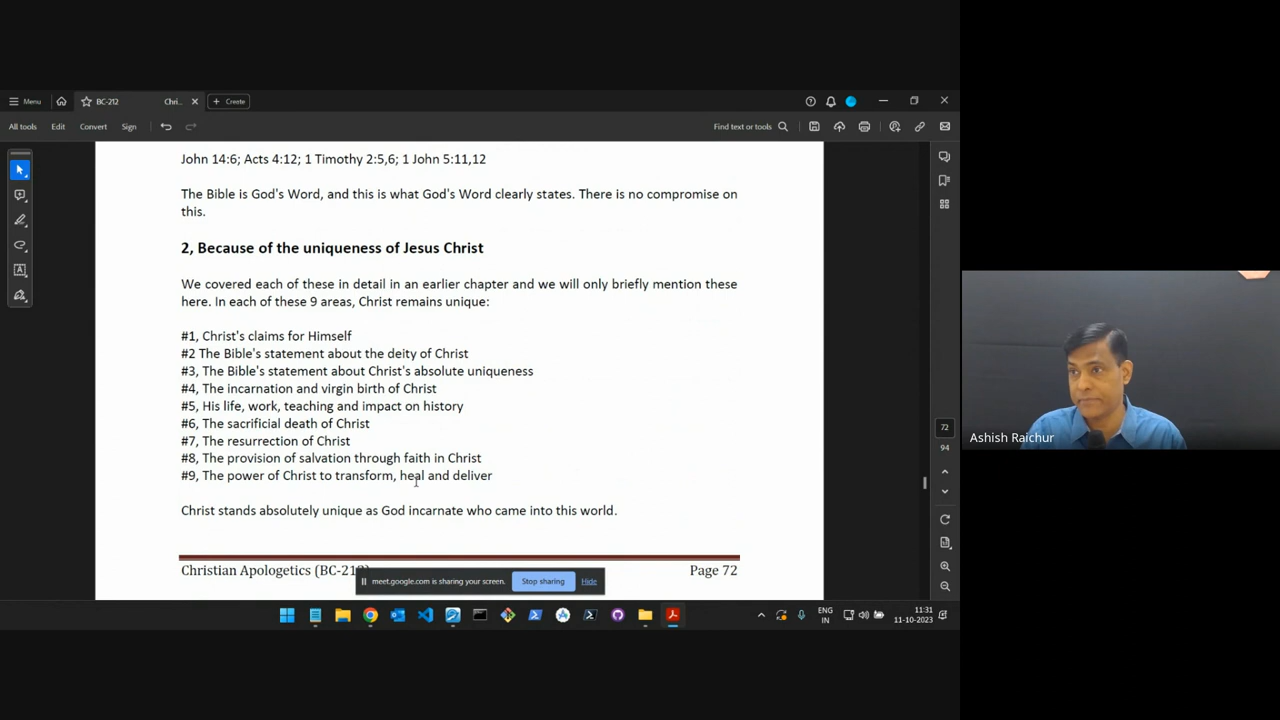 Menu
BC-212
Chri...
Create
All tools
Edit
Convert
Sign
Find text or tools
John 14:6; Acts 4:12; 1 Timothy 2:5,6; 1 John 5:11,12
The Bible is God's Word, and this is what God's Word clearly states. There is no compromise on
this.
2, Because of the uniqueness of Jesus Christ
We covered each of these in detail in an earlier chapter and we will only briefly mention these
here. In each of these 9 areas, Christ remains unique:
#1, Christ's claims for Himself
#2 The Bible's statement about the deity of Christ
#3, The Bible's statement about Christ's absolute uniqueness
#4, The incarnation and virgin birth of Christ
#5, His life, work, teaching and impact on history
#6, The sacrificial death of Christ
#7, The resurrection of Christ
#8, The provision of salvation through faith in Christ
#9, The power of Christ to transform, heal and deliver
Christ stands absolutely unique as God incarnate who came into this world.
Christian Apologetics (BC-212)
Page 72
72
94
meet.google.com is sharing your screen.
Stop sharing
Hide
ENG
IN
11:31
11-10-2023
Ashish Raichur